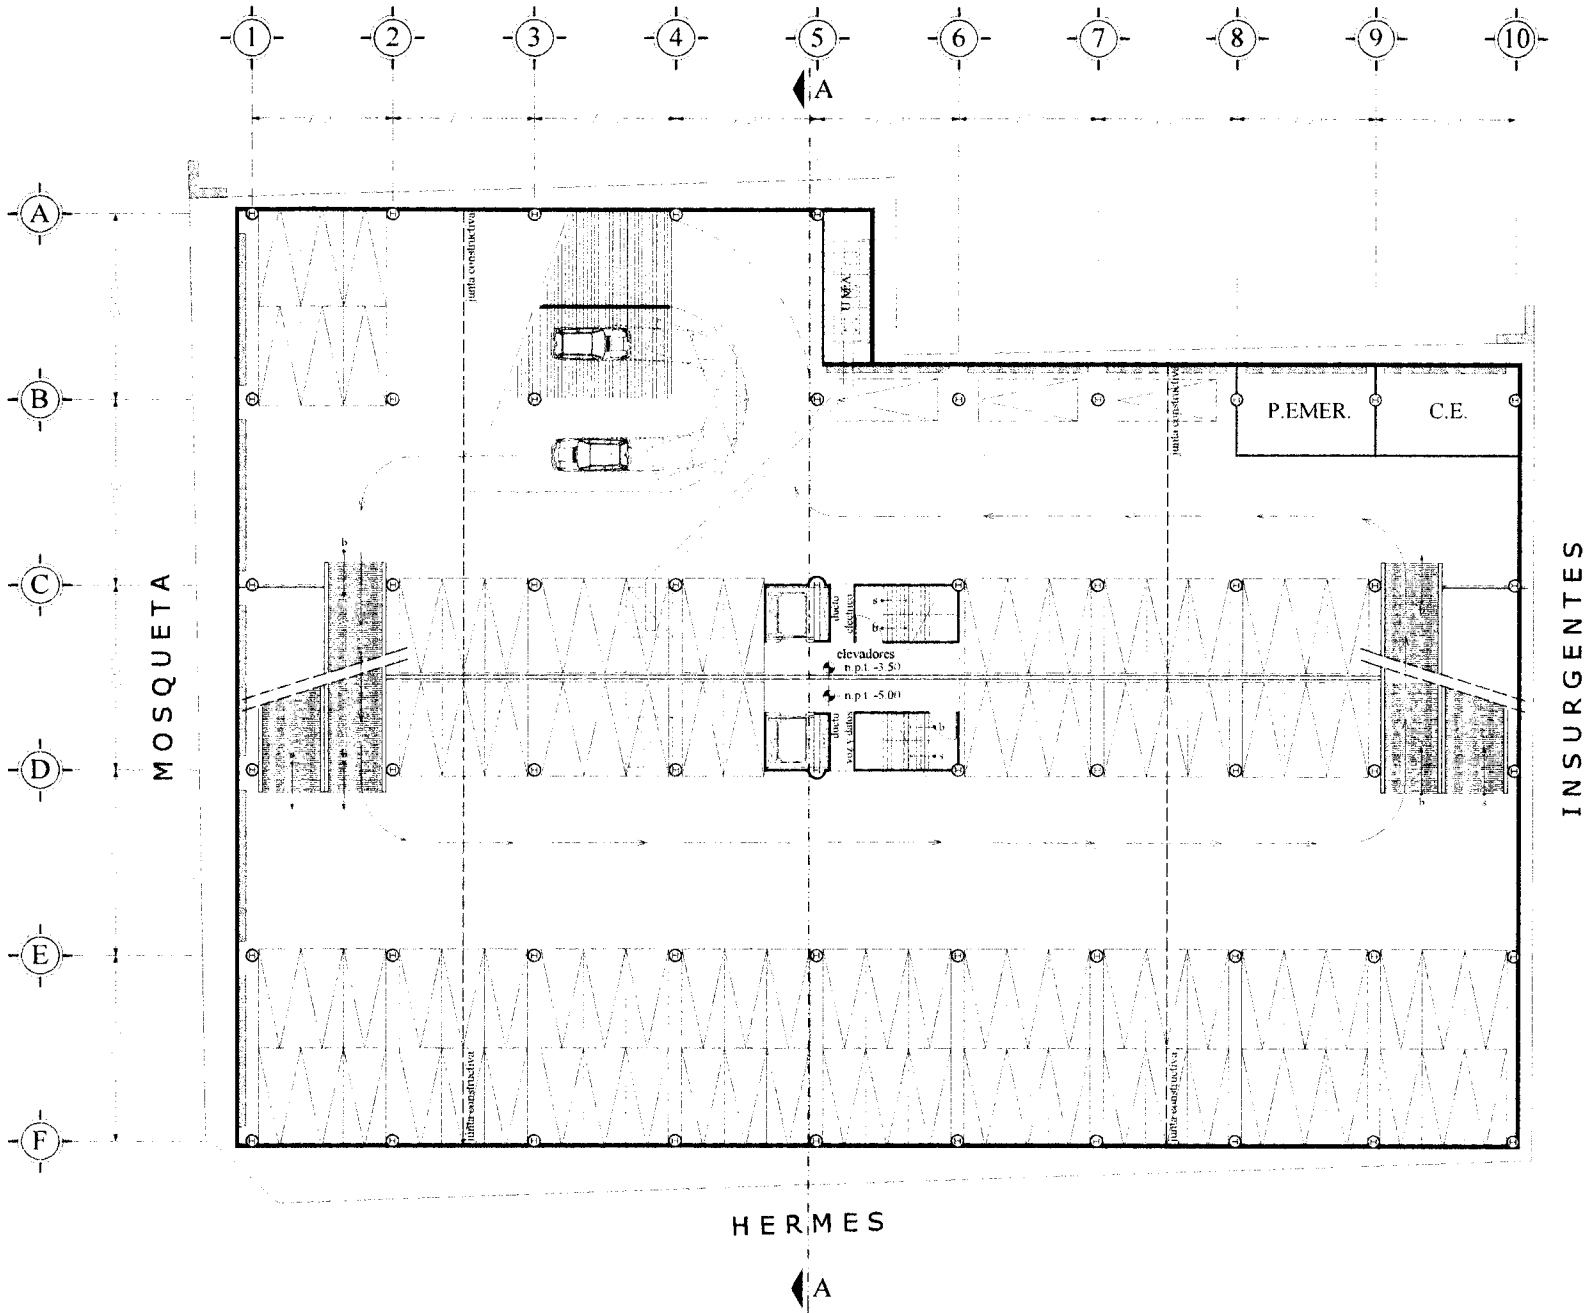 1 2 3 4 5 6 7 8 9 10
A
A
junta constructiva
U.M.A.
junta constructiva
B
P.EMER.
C.E.
b
C
ducto
electrico
s
b
elevadores
n.p.t. -3.50
n.p.t. -5.00
ducto
voz y datos
b
s
D
b
s
MOSQUETA
INSURGENTES
E
junta constructiva
junta constructiva
F
HERMES
A